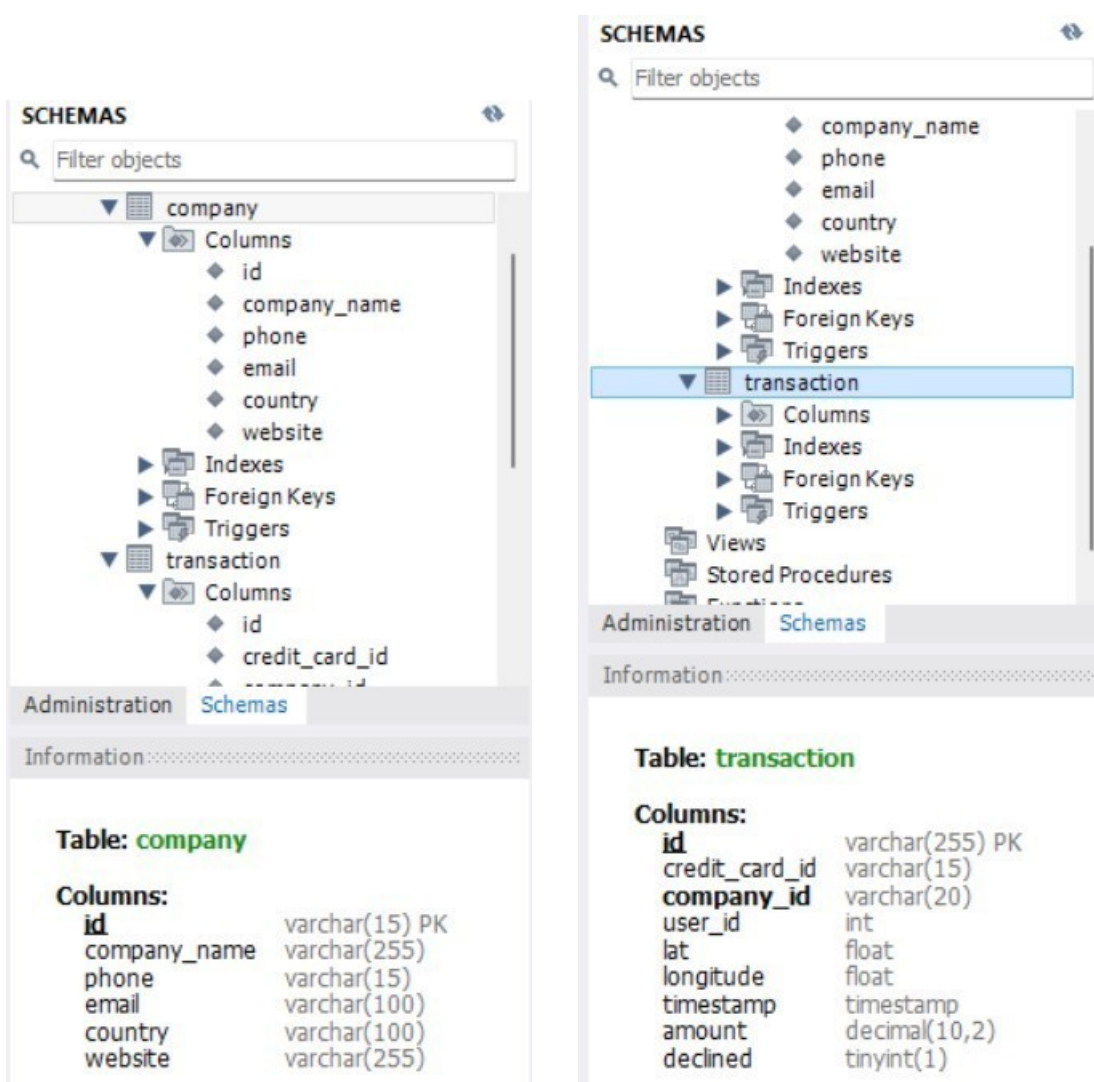 SCHEMAS
Filter objects
company
Columns
id
company_name
phone
email
country
website
Indexes
Foreign Keys
Triggers
transaction
Columns
id
credit_card_id
company_id
Administration Schemas
Information
Table: company
Columns:
id varchar(15) PK
company_name varchar(255)
phone varchar(15)
email varchar(100)
country varchar(100)
website varchar(255)
SCHEMAS
Filter objects
company_name
phone
email
country
website
Indexes
Foreign Keys
Triggers
transaction
Columns
Indexes
Foreign Keys
Triggers
Views
Stored Procedures
Functions
Administration Schemas
Information
Table: transaction
Columns:
id varchar(255) PK
credit_card_id varchar(15)
company_id varchar(20)
user_id int
lat float
longitude float
timestamp timestamp
amount decimal(10,2)
declined tinyint(1)